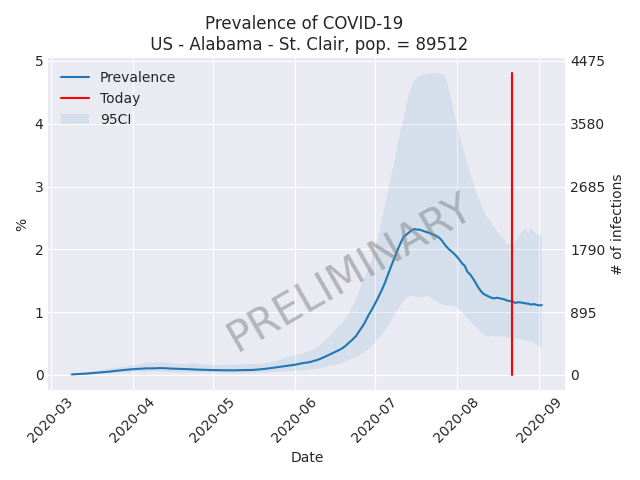 Prevalence of COVID-19
US - Alabama - St. Clair, pop. = 89512
Prevalence
Today
95CI
PRELIMINARY
5
4
3
2
1
0
%
4475
3580
2685
1790
895
0
# of infections
2020-03
2020-04
2020-05
2020-06
2020-07
2020-08
2020-09
Date